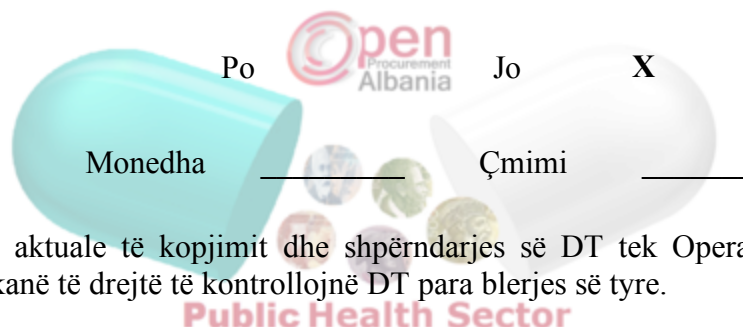 Open
Procurement
Albania
Po Jo X
Monedha Çmimi
aktuale të kopjimit dhe shpërndarjes së DT tek Opera
kanë të drejtë të kontrollojnë DT para blerjes së tyre.
Public Health Sector